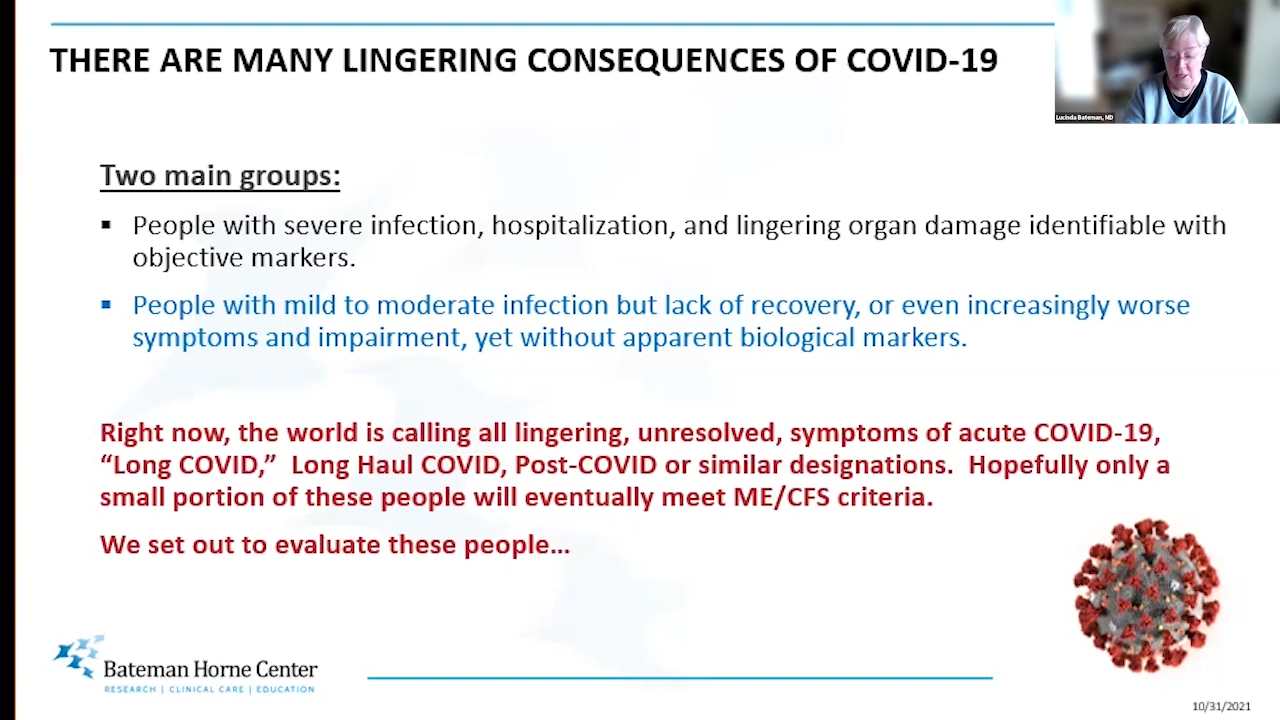 THERE ARE MANY LINGERING CONSEQUENCES OF COVID-19
Lucinda Bateman, MD
Two main groups:
▪ People with severe infection, hospitalization, and lingering organ damage identifiable with
objective markers.
▪ People with mild to moderate infection but lack of recovery, or even increasingly worse
symptoms and impairment, yet without apparent biological markers.
Right now, the world is calling all lingering, unresolved, symptoms of acute COVID-19,
“Long COVID,” Long Haul COVID, Post-COVID or similar designations. Hopefully only a
small portion of these people will eventually meet ME/CFS criteria.
We set out to evaluate these people…
Bateman Horne Center
RESEARCH | CLINICAL CARE | EDUCATION
10/31/2021